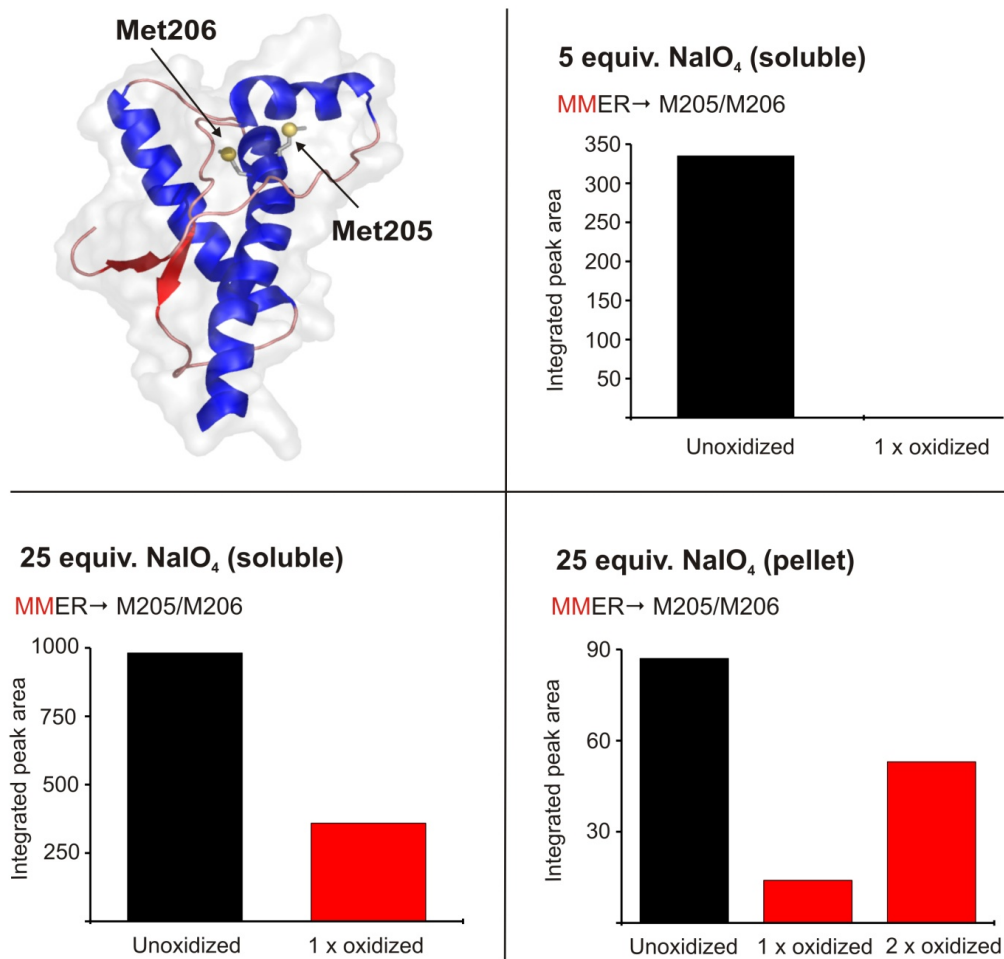 Met206
Met205
5 equiv. NaIO₄ (soluble)
MMER→ M205/M206
Integrated peak area
350
300
250
200
150
100
50
Unoxidized
1 x oxidized
25 equiv. NaIO₄ (soluble)
MMER→ M205/M206
Integrated peak area
1000
750
500
250
Unoxidized
1 x oxidized
25 equiv. NaIO₄ (pellet)
MMER→ M205/M206
Integrated peak area
90
60
30
Unoxidized
1 x oxidized
2 x oxidized